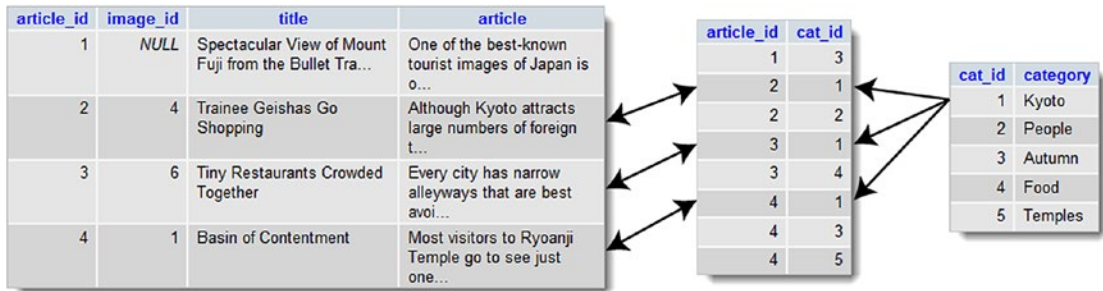 article_id image_id title article
1 NULL Spectacular View of Mount One of the best-known
Fuji from the Bullet Tra... tourist images of Japan is
o...
2 4 Trainee Geishas Go Although Kyoto attracts
Shopping large numbers of foreign
t...
3 6 Tiny Restaurants Crowded Every city has narrow
Together alleyways that are best
avoi...
4 1 Basin of Contentment Most visitors to Ryoanji
Temple go to see just
one...
article_id cat_id
1 3
2 1
2 2
3 1
3 4
4 1
4 3
4 5
cat_id category
1 Kyoto
2 People
3 Autumn
4 Food
5 Temples